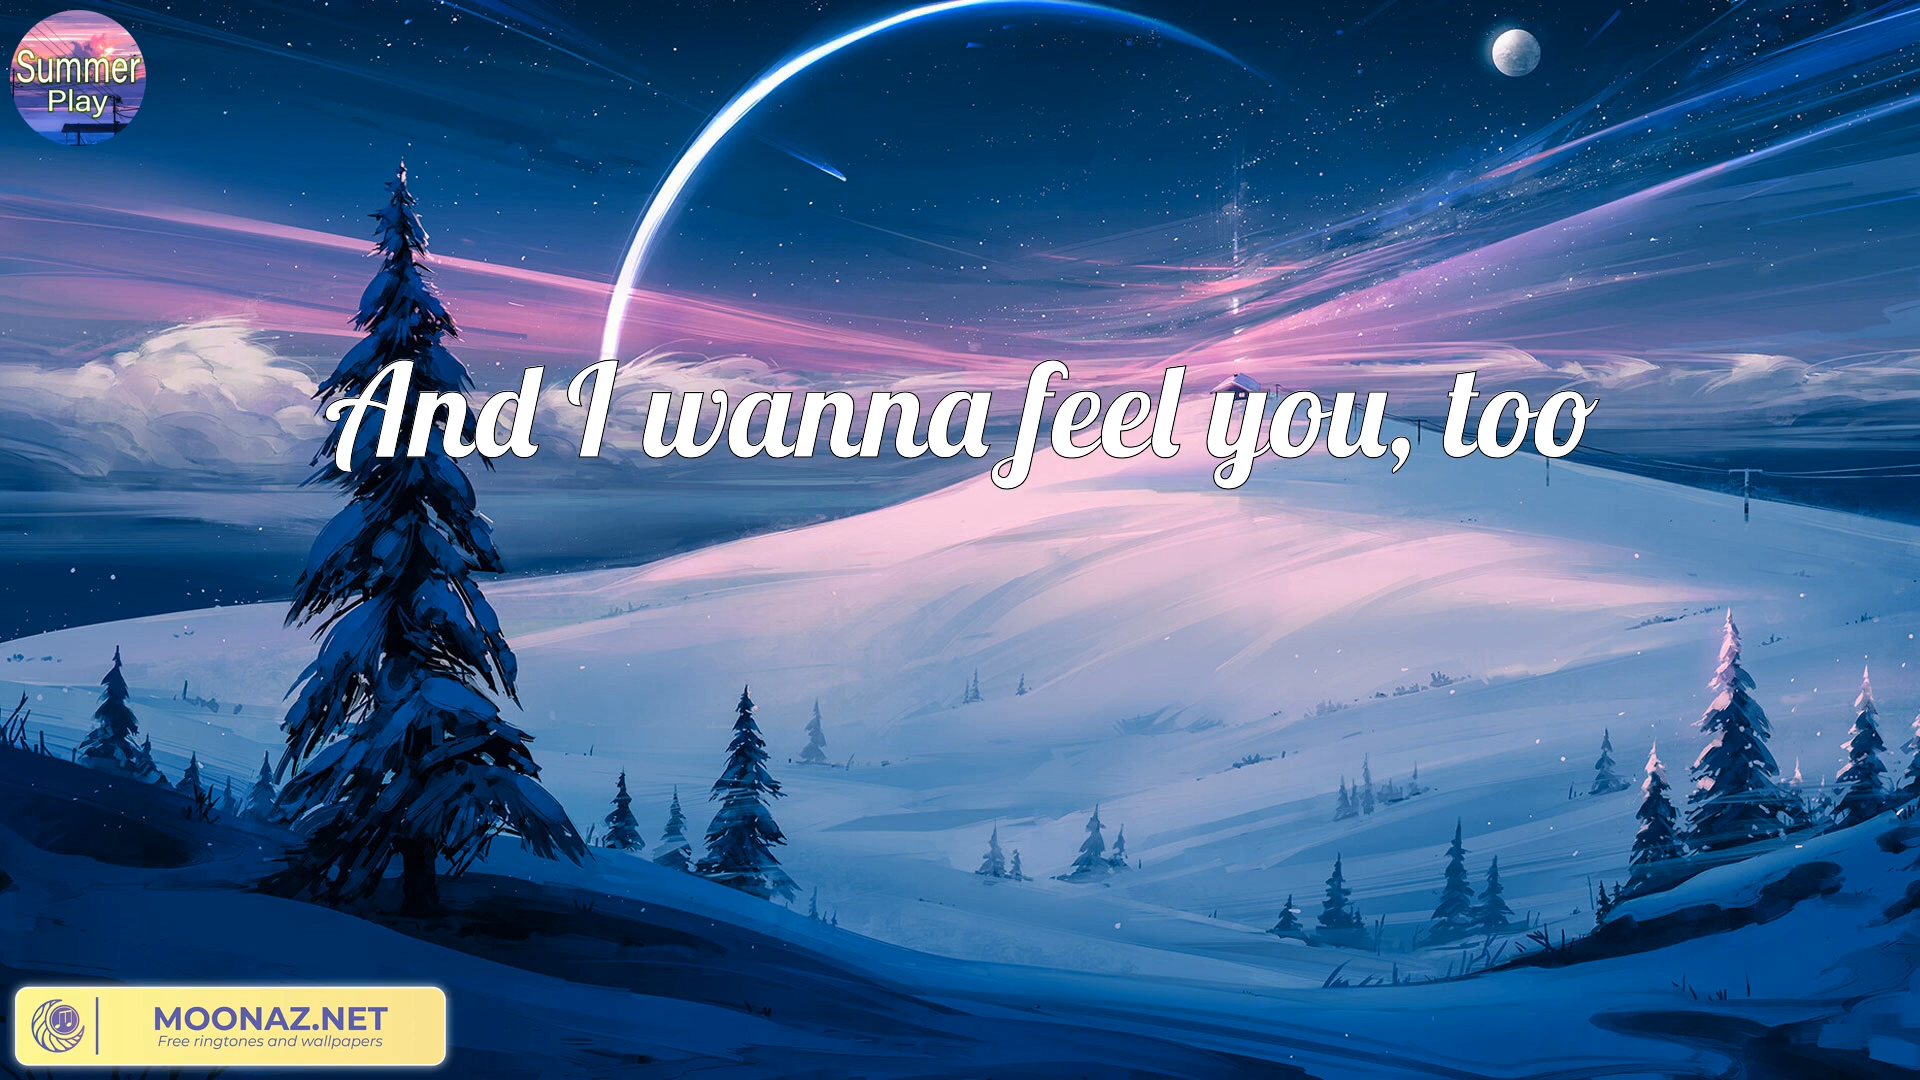 Summer
Play
And I wanna feel you, too
MOONAZ.NET
Free ringtones and wallpapers